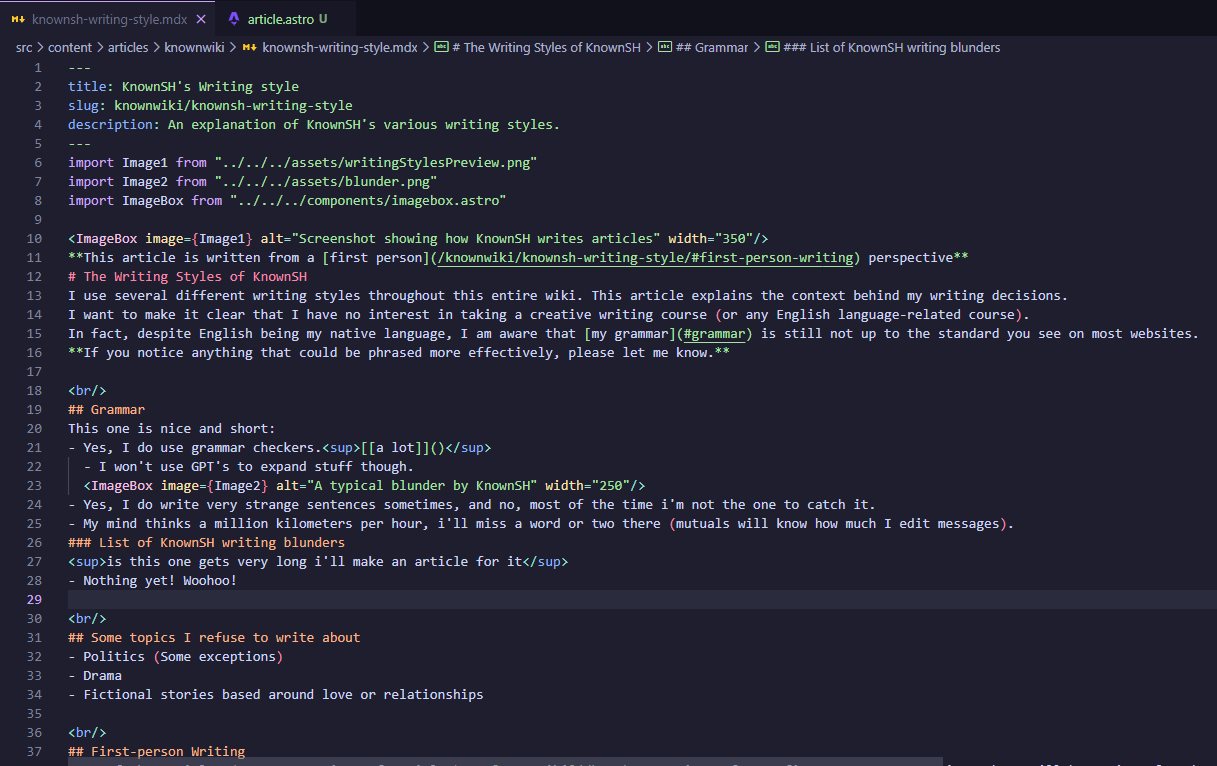 knownsh-writing-style.mdx × article.astro U
src > content > articles > knownwiki > knownsh-writing-style.mdx > # The Writing Styles of KnownSH > ## Grammar > ### List of KnownSH writing blunders
1 ---
2 title: KnownSH's Writing style
3 slug: knownwiki/knownsh-writing-style
4 description: An explanation of KnownSH's various writing styles.
5 ---
6 import Image1 from "../../../assets/writingStylesPreview.png"
7 import Image2 from "../../../assets/blunder.png"
8 import ImageBox from "../../../components/imagebox.astro"
9
10 <ImageBox image={Image1} alt="Screenshot showing how KnownSH writes articles" width="350"/>
11 **This article is written from a [first person](/knownwiki/knownsh-writing-style/#first-person-writing) perspective**
12 # The Writing Styles of KnownSH
13 I use several different writing styles throughout this entire wiki. This article explains the context behind my writing decisions.
14 I want to make it clear that I have no interest in taking a creative writing course (or any English language-related course).
15 In fact, despite English being my native language, I am aware that [my grammar](#grammar) is still not up to the standard you see on most websites.
16 **If you notice anything that could be phrased more effectively, please let me know.**
17
18 <br/>
19 ## Grammar
20 This one is nice and short:
21 - Yes, I do use grammar checkers.<sup>[[a lot]]()</sup>
22 - I won't use GPT's to expand stuff though.
23 <ImageBox image={Image2} alt="A typical blunder by KnownSH" width="250"/>
24 - Yes, I do write very strange sentences sometimes, and no, most of the time i'm not the one to catch it.
25 - My mind thinks a million kilometers per hour, i'll miss a word or two there (mutuals will know how much I edit messages).
26 ### List of KnownSH writing blunders
27 <sup>is this one gets very long i'll make an article for it</sup>
28 - Nothing yet! Woohoo!
29
30 <br/>
31 ## Some topics I refuse to write about
32 - Politics (Some exceptions)
33 - Drama
34 - Fictional stories based around love or relationships
35
36 <br/>
37 ## First-person Writing